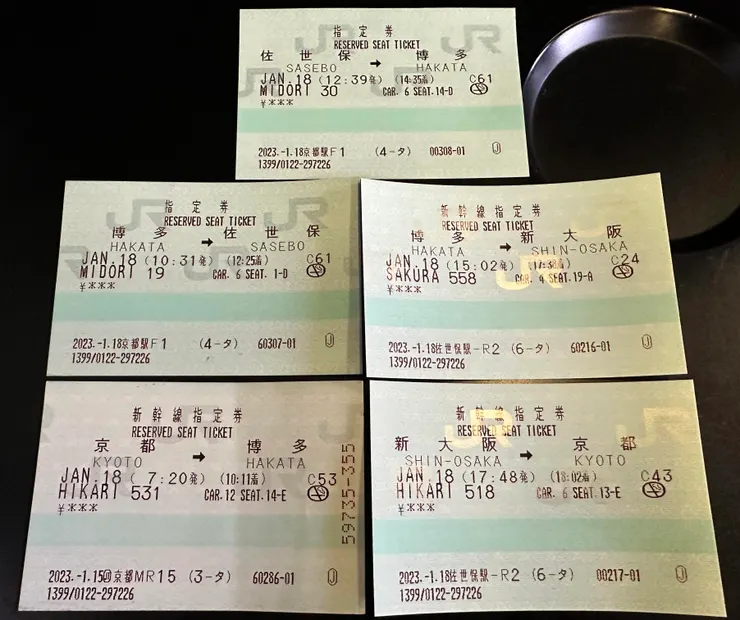 指定券
RESERVED SEAT TICKET
佐世保 → 博多
SASEBO HAKATA
JAN.18 (12:39発) (14:35着) C61
MIDORI 30 CAR. 6 SEAT.14-D
¥***
2023.-1.18京都駅F1 (4-タ) 00308-01
1399/0122-297226
指定券
RESERVED SEAT TICKET
博多 → 佐世保
HAKATA SASEBO
JAN.18 (10:31発) (12:25着) C61
MIDORI 19 CAR. 6 SEAT. 1-D
¥***
2023.-1.18京都駅F1 (4-タ) 60307-01
1399/0122-297226
新幹線指定券
RESERVED SEAT TICKET
博多 → 新大阪
HAKATA SHIN-OSAKA
JAN.18 (15:02発) (17:38着) C24
SAKURA 558 CAR. 4 SEAT.19-A
¥***
2023.-1.18佐世保駅-R2 (6-タ) 60216-01
1399/0122-297226
新幹線指定券
RESERVED SEAT TICKET
京都 → 博多
KYOTO HAKATA
JAN.18 ( 7:20発) (10:11着) C53
HIKARI 531 CAR.12 SEAT.14-E
¥***
2023.-1.15 京都MR15 (3-タ) 60286-01
1399/0122-297226
59735-355
新幹線指定券
RESERVED SEAT TICKET
新大阪 → 京都
SHIN-OSAKA KYOTO
JAN.18 (17:48発) (18:02着) C43
HIKARI 518 CAR. 6 SEAT.13-E
¥***
2023.-1.18佐世保駅-R2 (6-タ) 00217-01
1399/0122-297226